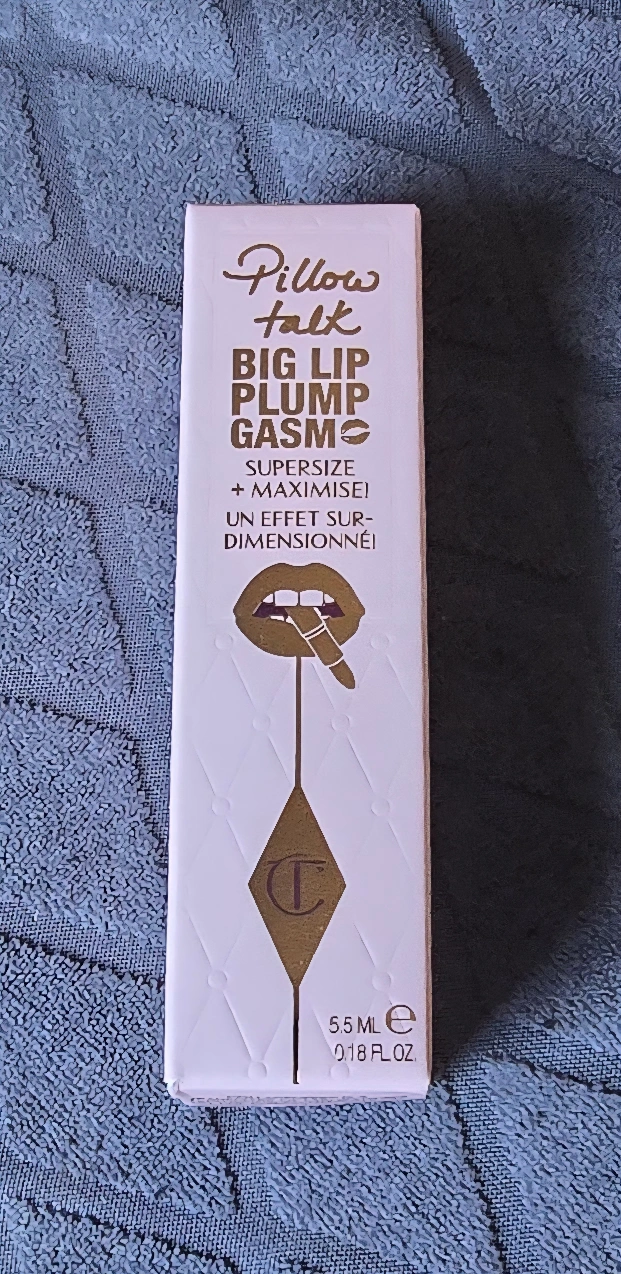 Pillow
talk
BIG LIP
PLUMP
GASM
SUPERSIZE
+ MAXIMISE!
UN EFFET SUR-
DIMENSIONNÉ!
CT
5.5 ML e
0.18 FL. OZ.